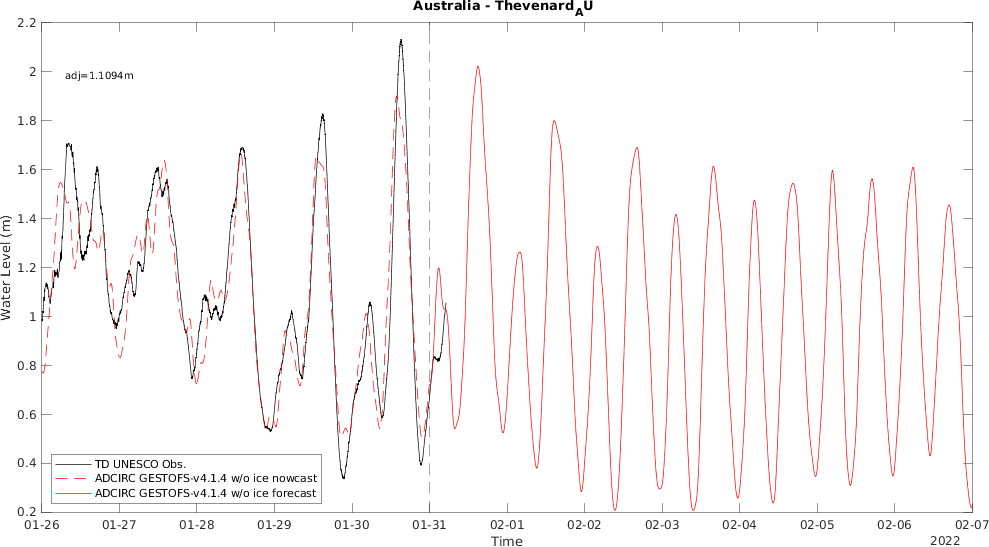 Australia - Thevenard_AU
adj=1.1094m
Water Level (m)
2.2
2
1.8
1.6
1.4
1.2
1
0.8
0.6
0.4
0.2
TD UNESCO Obs.
ADCIRC GESTOFS-v4.1.4 w/o ice nowcast
ADCIRC GESTOFS-v4.1.4 w/o ice forecast
01-26 01-27 01-28 01-29 01-30 01-31 02-01 02-02 02-03 02-04 02-05 02-06 02-07
Time
2022